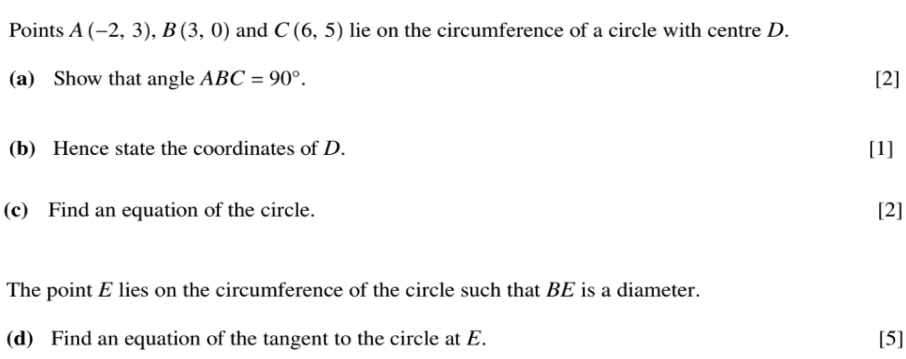 Points A (−2, 3), B (3, 0) and C (6, 5) lie on the circumference of a circle with centre D.
(a) Show that angle ABC = 90°. [2]
(b) Hence state the coordinates of D. [1]
(c) Find an equation of the circle. [2]
The point E lies on the circumference of the circle such that BE is a diameter.
(d) Find an equation of the tangent to the circle at E. [5]